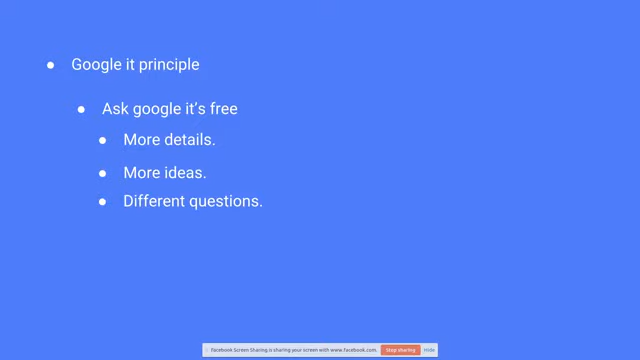 ● Google it principle
● Ask google it's free
● More details.
● More ideas.
● Different questions.
Facebook Screen Sharing is sharing your screen with www.facebook.com. Stop sharing Hide